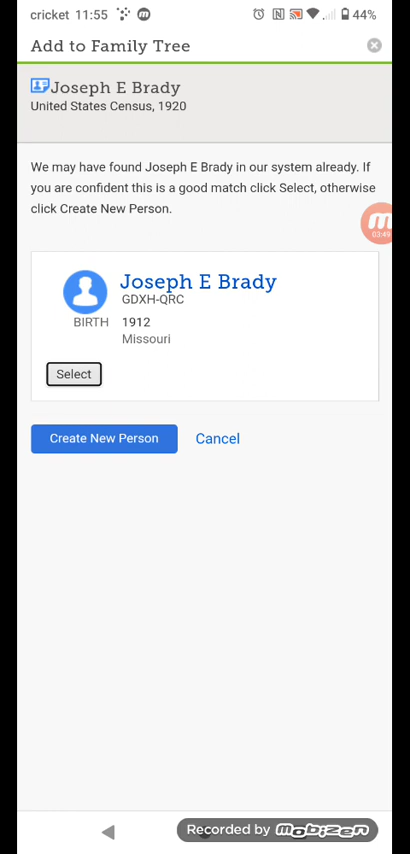 cricket 11:55 44%
Add to Family Tree
Joseph E Brady
United States Census, 1920
We may have found Joseph E Brady in our system already. If
you are confident this is a good match click Select, otherwise
click Create New Person.
03:49
Joseph E Brady
GDXH-QRC
BIRTH 1912
Missouri
Select
Create New Person Cancel
Recorded by mobizen